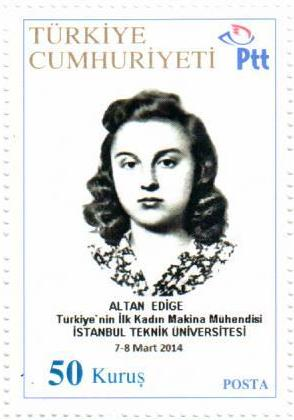 TÜRKİYE
CUMHURİYETİ
Ptt
ALTAN EDİGE
Türkiye'nin İlk Kadın Makina Mühendisi
İSTANBUL TEKNİK ÜNİVERSİTESİ
7-8 Mart 2014
50 Kuruş
POSTA